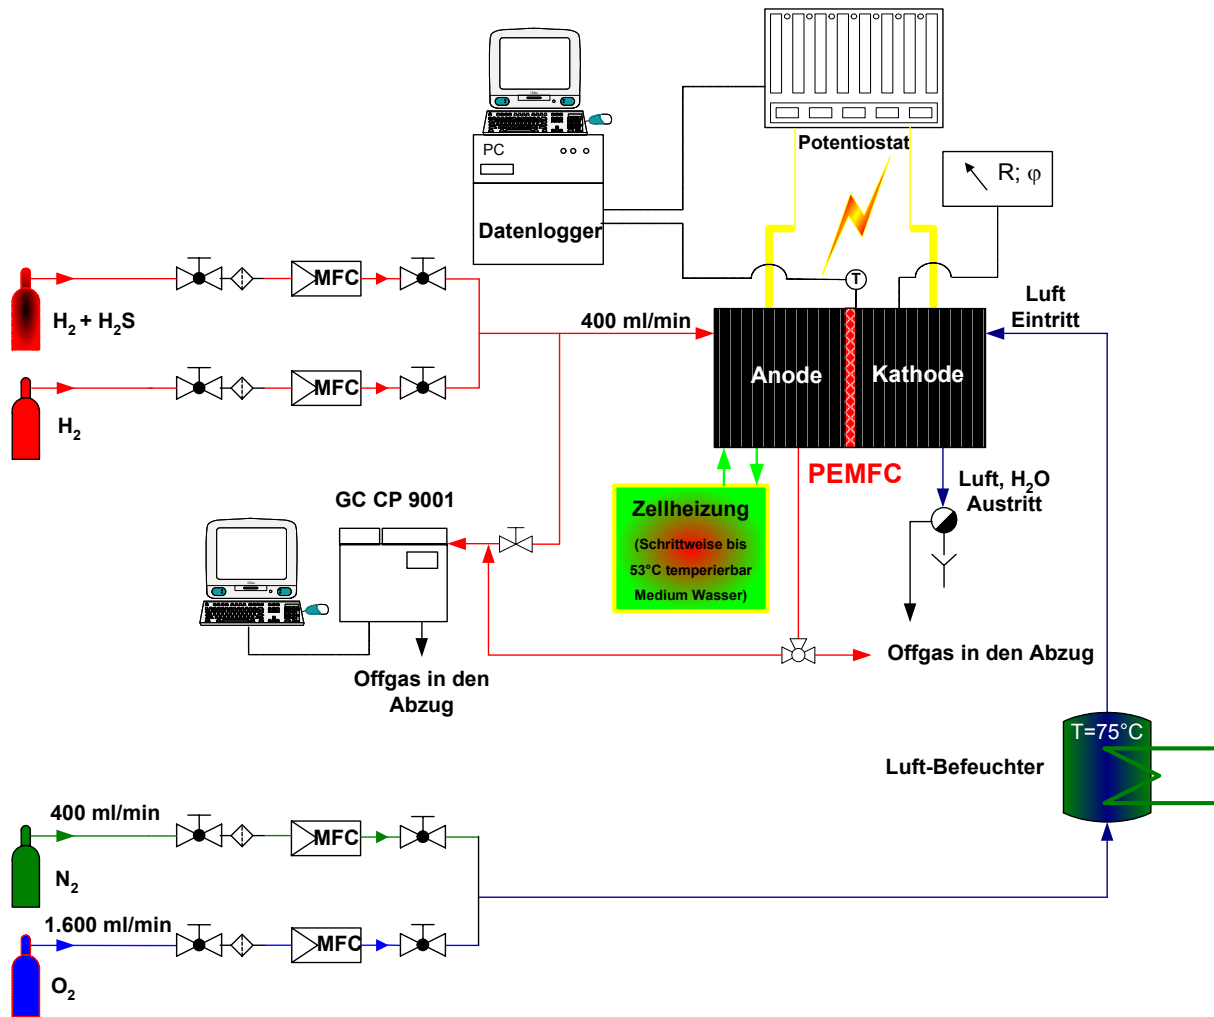 Potentiostat
PC
R; φ
Datenlogger
T
MFC
H₂ + H₂S
400 ml/min
Luft
Eintritt
Anode
Kathode
MFC
H₂
PEMFC
Luft, H₂O
Austritt
GC CP 9001
Zellheizung
(Schrittweise bis
53°C temperierbar
Medium Wasser)
Offgas in den Abzug
Offgas in den
Abzug
T=75°C
Luft-Befeuchter
400 ml/min
MFC
N₂
1.600 ml/min
MFC
O₂